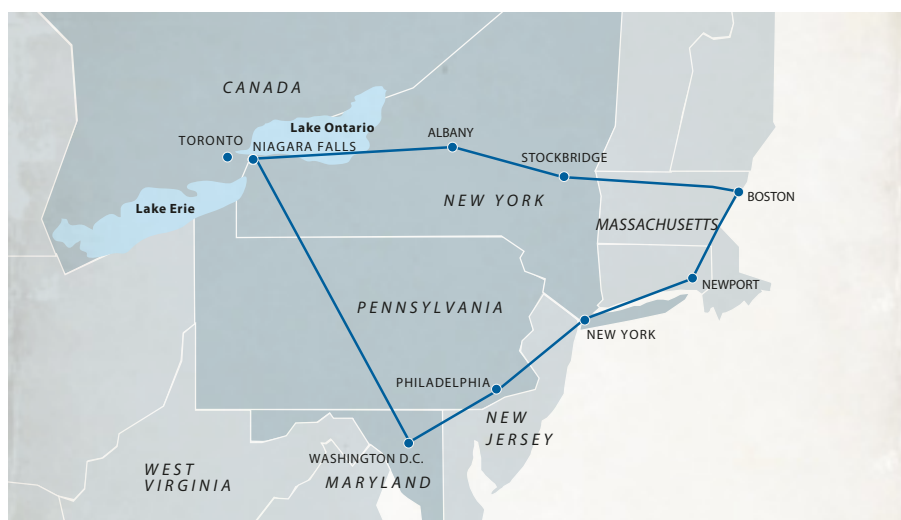 CANADA
Lake Ontario
TORONTO
NIAGARA FALLS
ALBANY
STOCKBRIDGE
Lake Erie
NEW YORK
BOSTON
MASSACHUSETTS
NEWPORT
PENNSYLVANIA
NEW YORK
PHILADELPHIA
NEW
JERSEY
WASHINGTON D.C.
WEST
VIRGINIA
MARYLAND